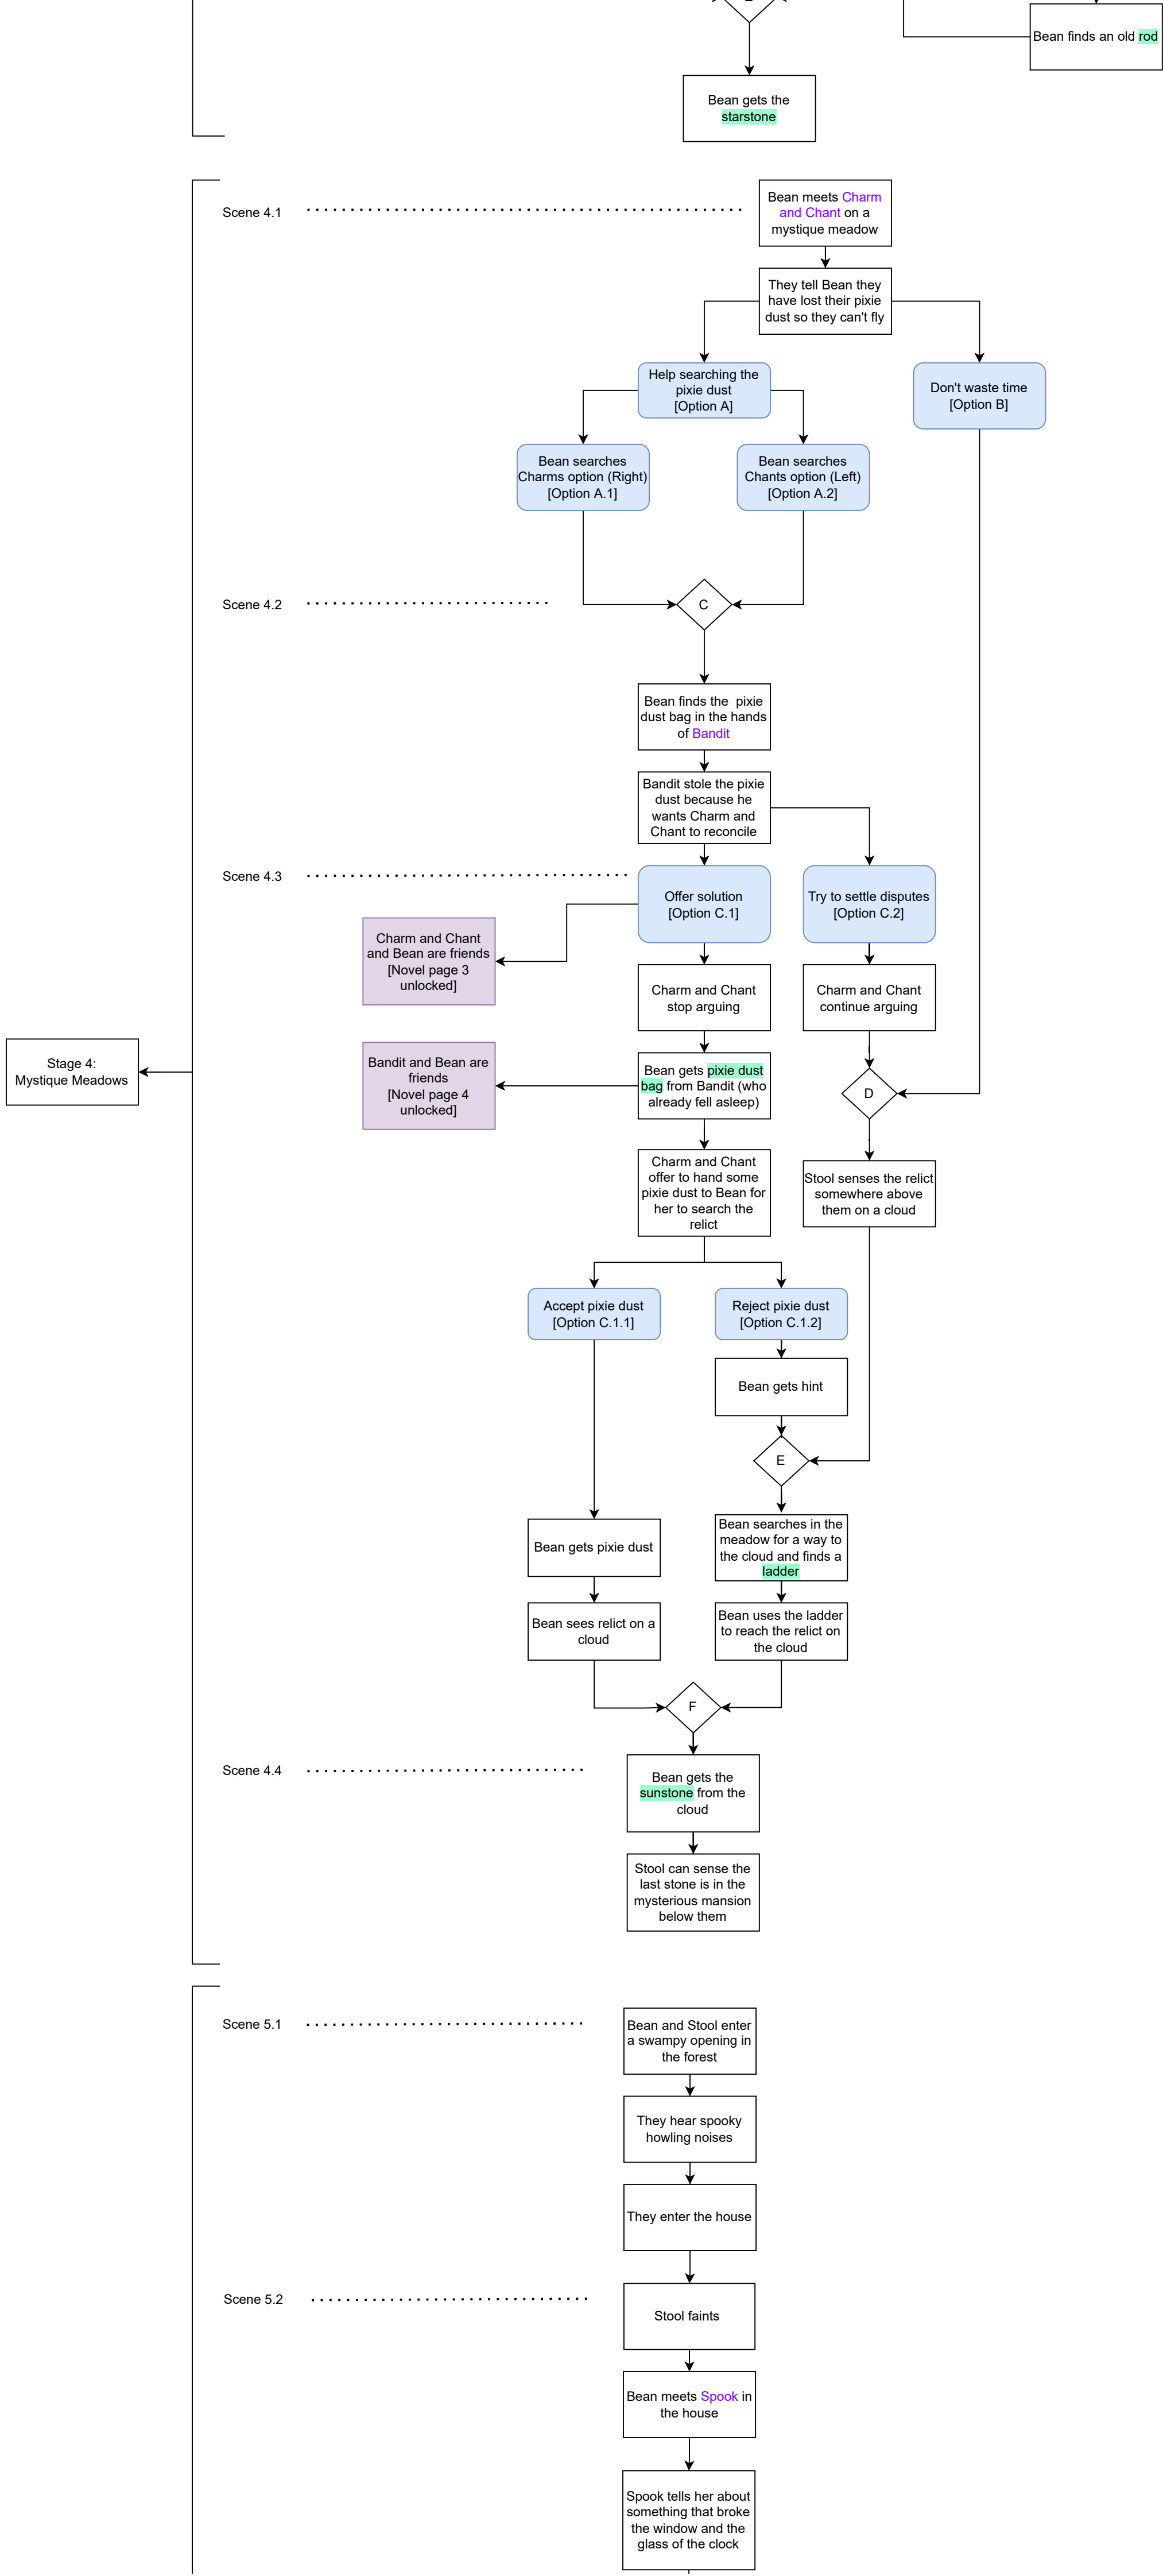 Bean finds an old rod
Bean gets the
starstone
Scene 4.1
Bean meets Charm
and Chant on a
mystique meadow
They tell Bean they
have lost their pixie
dust so they can't fly
Help searching the
pixie dust
[Option A]
Don't waste time
[Option B]
Bean searches
Charms option (Right)
[Option A.1]
Bean searches
Chants option (Left)
[Option A.2]
Scene 4.2
C
Bean finds the  pixie
dust bag in the hands
of Bandit
Bandit stole the pixie
dust because he
wants Charm and
Chant to reconcile
Scene 4.3
Offer solution
[Option C.1]
Try to settle disputes
[Option C.2]
Charm and Chant
and Bean are friends
[Novel page 3
unlocked]
Charm and Chant
stop arguing
Charm and Chant
continue arguing
Stage 4:
Mystique Meadows
Bandit and Bean are
friends
[Novel page 4
unlocked]
Bean gets pixie dust
bag from Bandit (who
already fell asleep)
D
Charm and Chant
offer to hand some
pixie dust to Bean for
her to search the
relict
Stool senses the relict
somewhere above
them on a cloud
Accept pixie dust
[Option C.1.1]
Reject pixie dust
[Option C.1.2]
Bean gets hint
E
Bean gets pixie dust
Bean searches in the
meadow for a way to
the cloud and finds a
ladder
Bean sees relict on a
cloud
Bean uses the ladder
to reach the relict on
the cloud
F
Scene 4.4
Bean gets the
sunstone from the
cloud
Stool can sense the
last stone is in the
mysterious mansion
below them
Scene 5.1
Bean and Stool enter
a swampy opening in
the forest
They hear spooky
howling noises
They enter the house
Scene 5.2
Stool faints
Bean meets Spook in
the house
Spook tells her about
something that broke
the window and the
glass of the clock